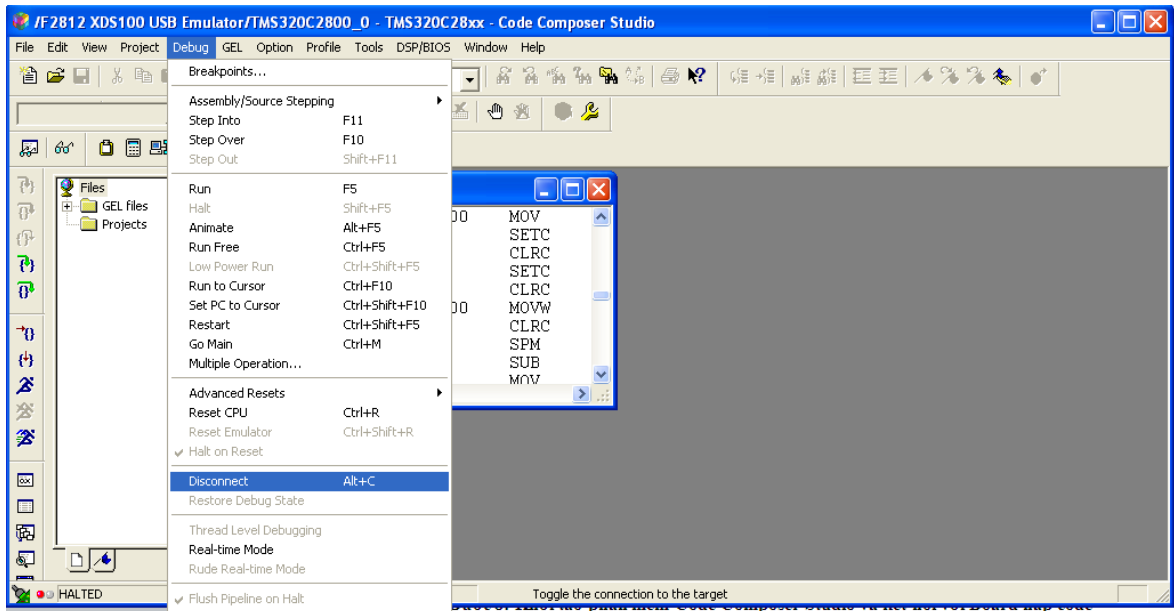 /F2812 XDS100 USB Emulator/TMS320C2800_0 - TMS320C28xx - Code Composer Studio
File Edit View Project Debug GEL Option Profile Tools DSP/BIOS Window Help
Breakpoints...
Assembly/Source Stepping
Step Into F11
Step Over F10
Step Out Shift+F11
Run F5
Halt Shift+F5
Animate Alt+F5
Run Free Ctrl+F5
Low Power Run Ctrl+Shift+F5
Run to Cursor Ctrl+F10
Set PC to Cursor Ctrl+Shift+F10
Restart Ctrl+Shift+F5
Go Main Ctrl+M
Multiple Operation...
Advanced Resets
Reset CPU Ctrl+R
Reset Emulator Ctrl+Shift+R
Halt on Reset
Disconnect Alt+C
Restore Debug State
Thread Level Debugging
Real-time Mode
Rude Real-time Mode
Flush Pipeline on Halt
Files
GEL files
Projects
00 MOV
SETC
CLRC
SETC
CLRC
00 MOVW
CLRC
SPM
SUB
MOV
HALTED
Toggle the connection to the target